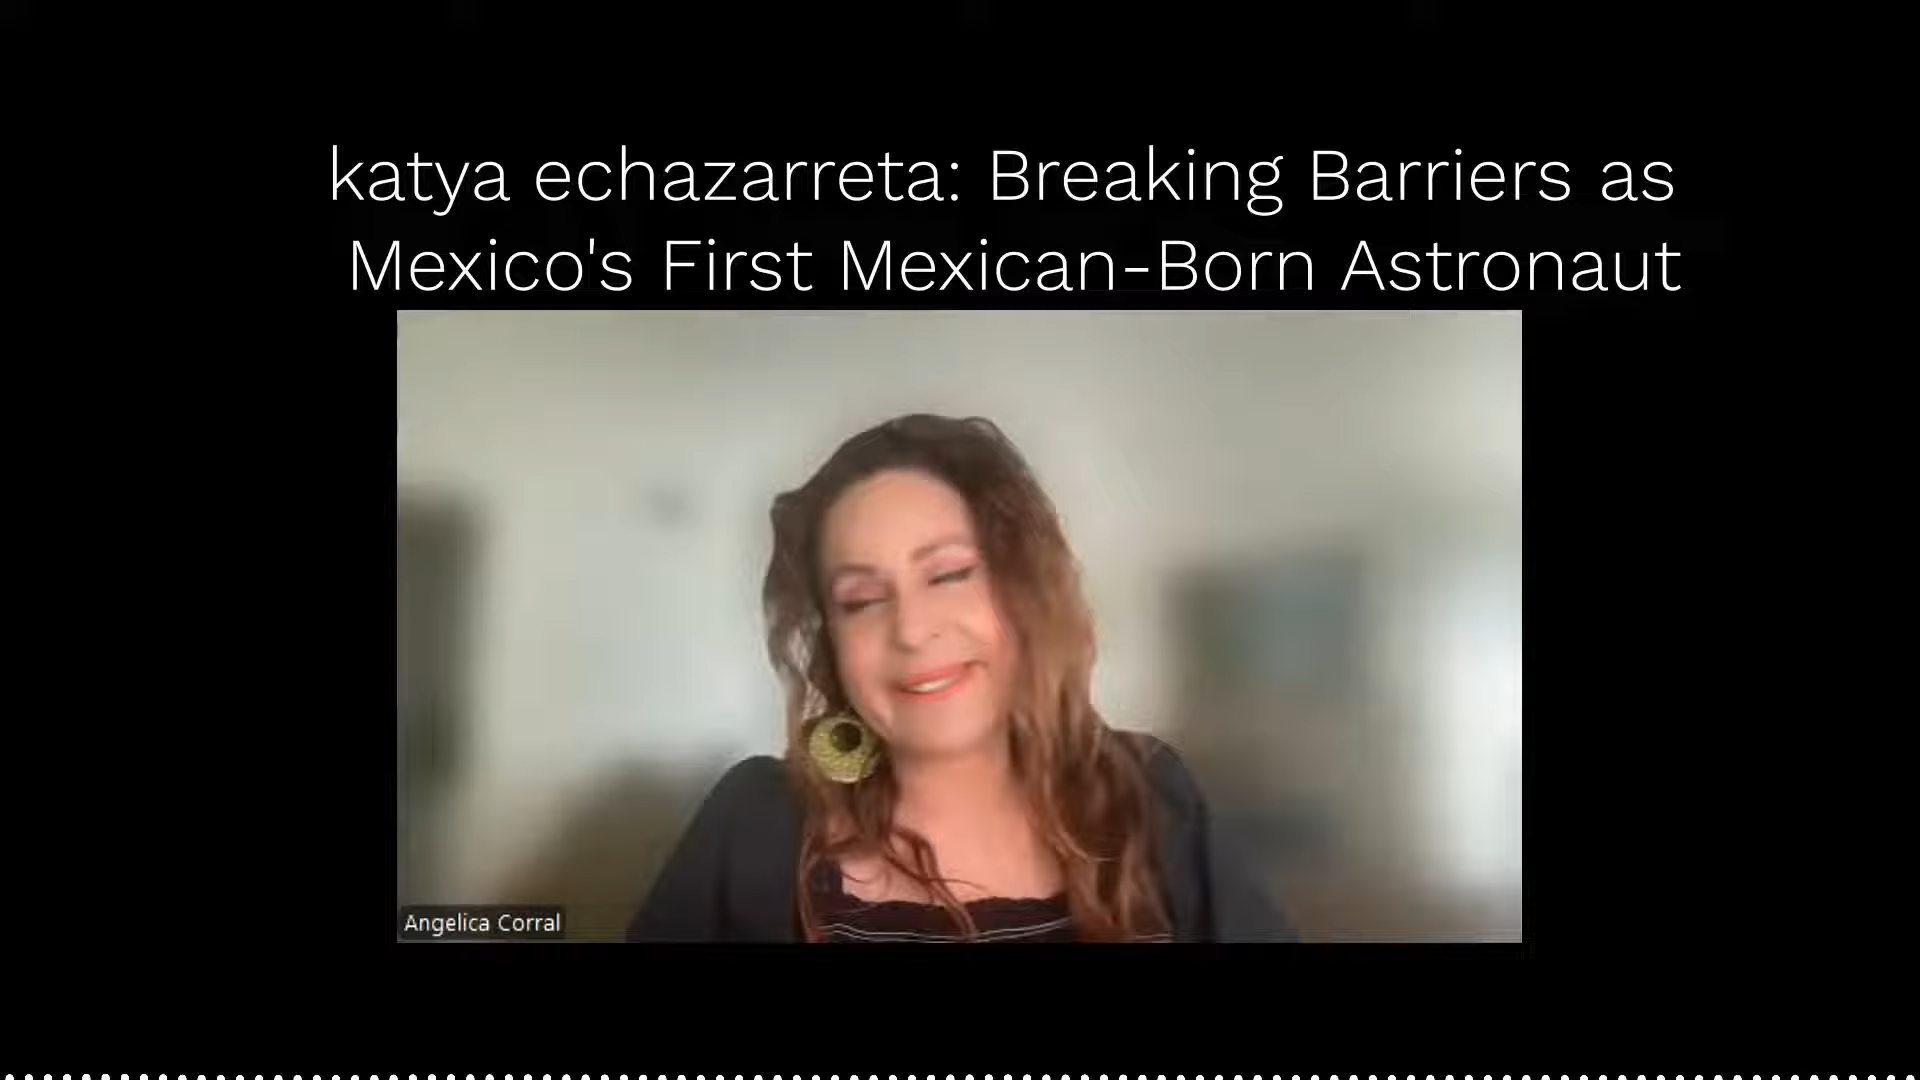 katya echazarreta: Breaking Barriers as
Mexico's First Mexican-Born Astronaut
Angelica Corral